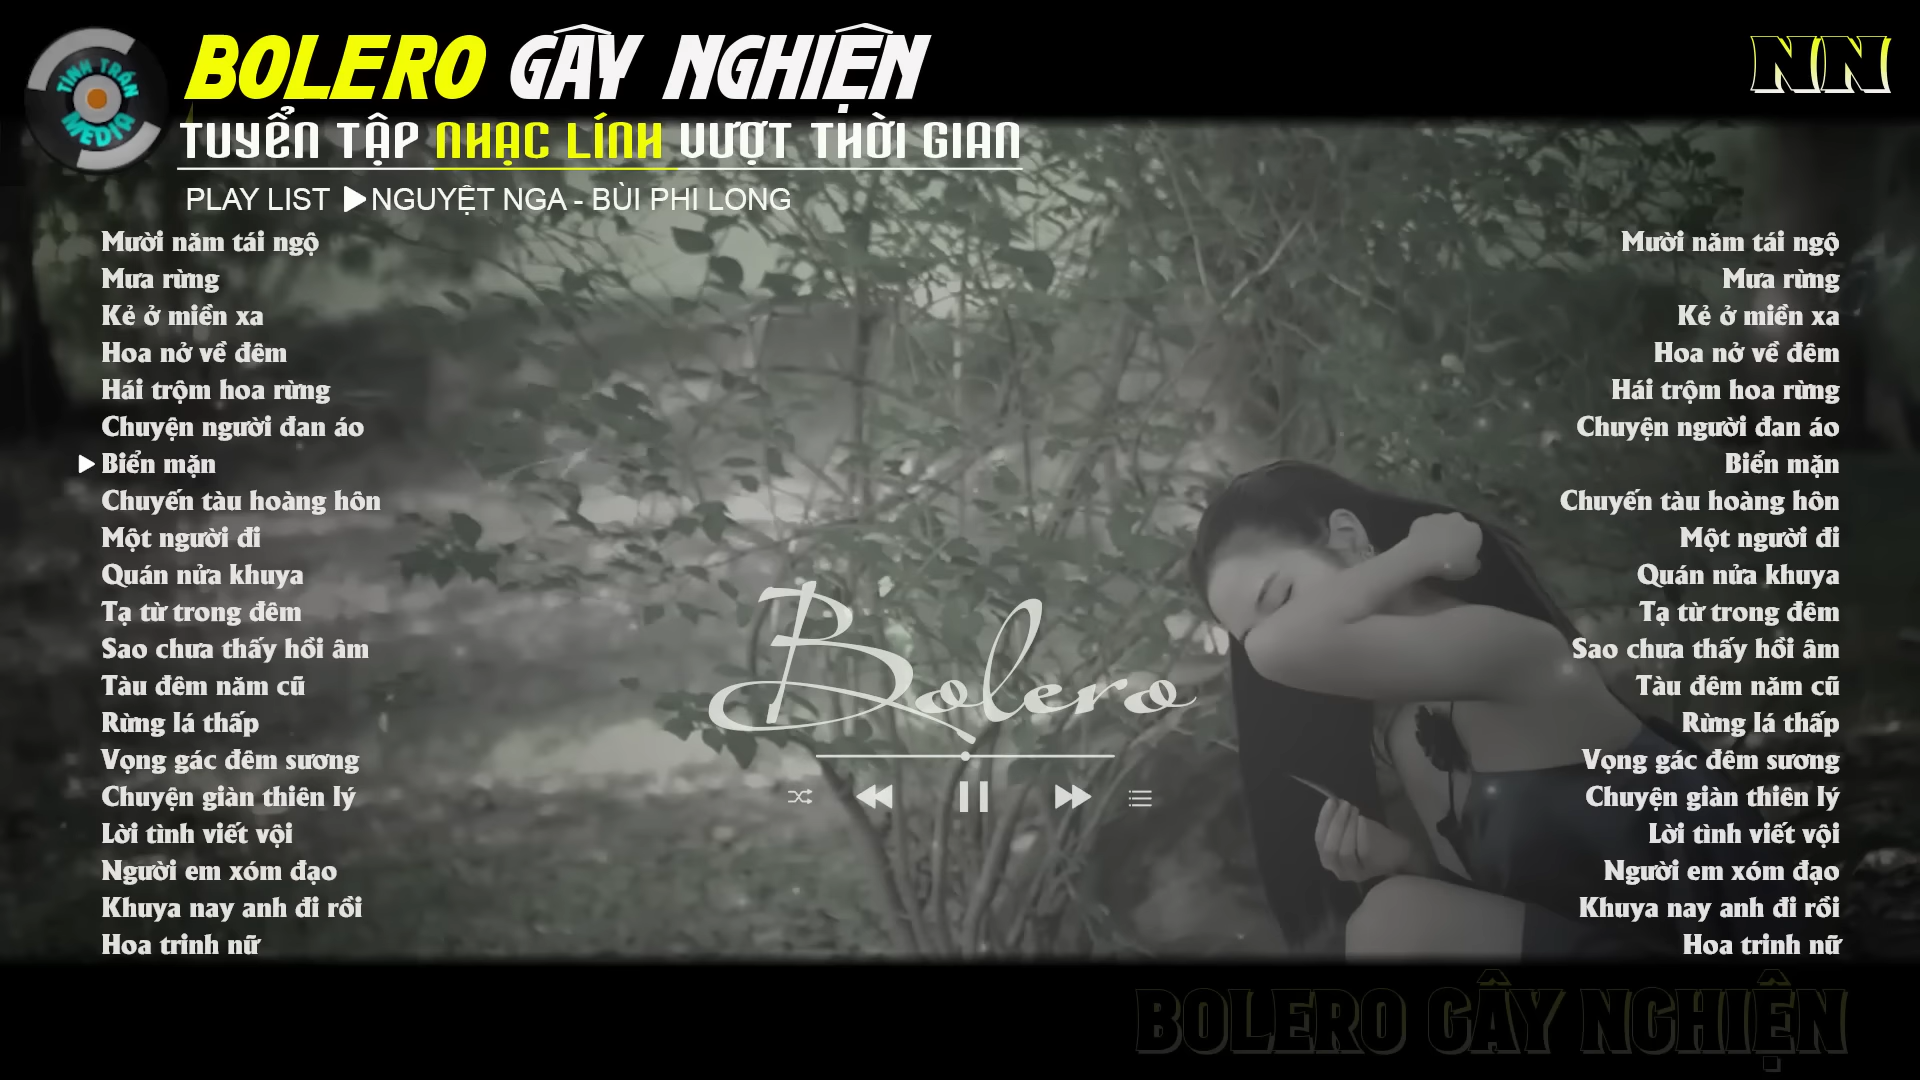 TÌNH TRẦN
MEDIA
BOLERO GÂY NGHIỆN
NN
TUYỂN TẬP NHẠC LÍNH VƯỢT THỜI GIAN
PLAY LIST ▶NGUYỆT NGA - BÙI PHI LONG
Mười năm tái ngộ
Mưa rừng
Kẻ ở miền xa
Hoa nở về đêm
Hái trộm hoa rừng
Chuyện người đan áo
Biển mặn
Chuyến tàu hoàng hôn
Một người đi
Quán nửa khuya
Tạ từ trong đêm
Sao chưa thấy hồi âm
Tàu đêm năm cũ
Rừng lá thấp
Vọng gác đêm sương
Chuyện giàn thiên lý
Lời tình viết vội
Người em xóm đạo
Khuya nay anh đi rồi
Hoa trinh nữ
Bolero
Mười năm tái ngộ
Mưa rừng
Kẻ ở miền xa
Hoa nở về đêm
Hái trộm hoa rừng
Chuyện người đan áo
Biển mặn
Chuyến tàu hoàng hôn
Một người đi
Quán nửa khuya
Tạ từ trong đêm
Sao chưa thấy hồi âm
Tàu đêm năm cũ
Rừng lá thấp
Vọng gác đêm sương
Chuyện giàn thiên lý
Lời tình viết vội
Người em xóm đạo
Khuya nay anh đi rồi
Hoa trinh nữ
BOLERO GÂY NGHIỆN